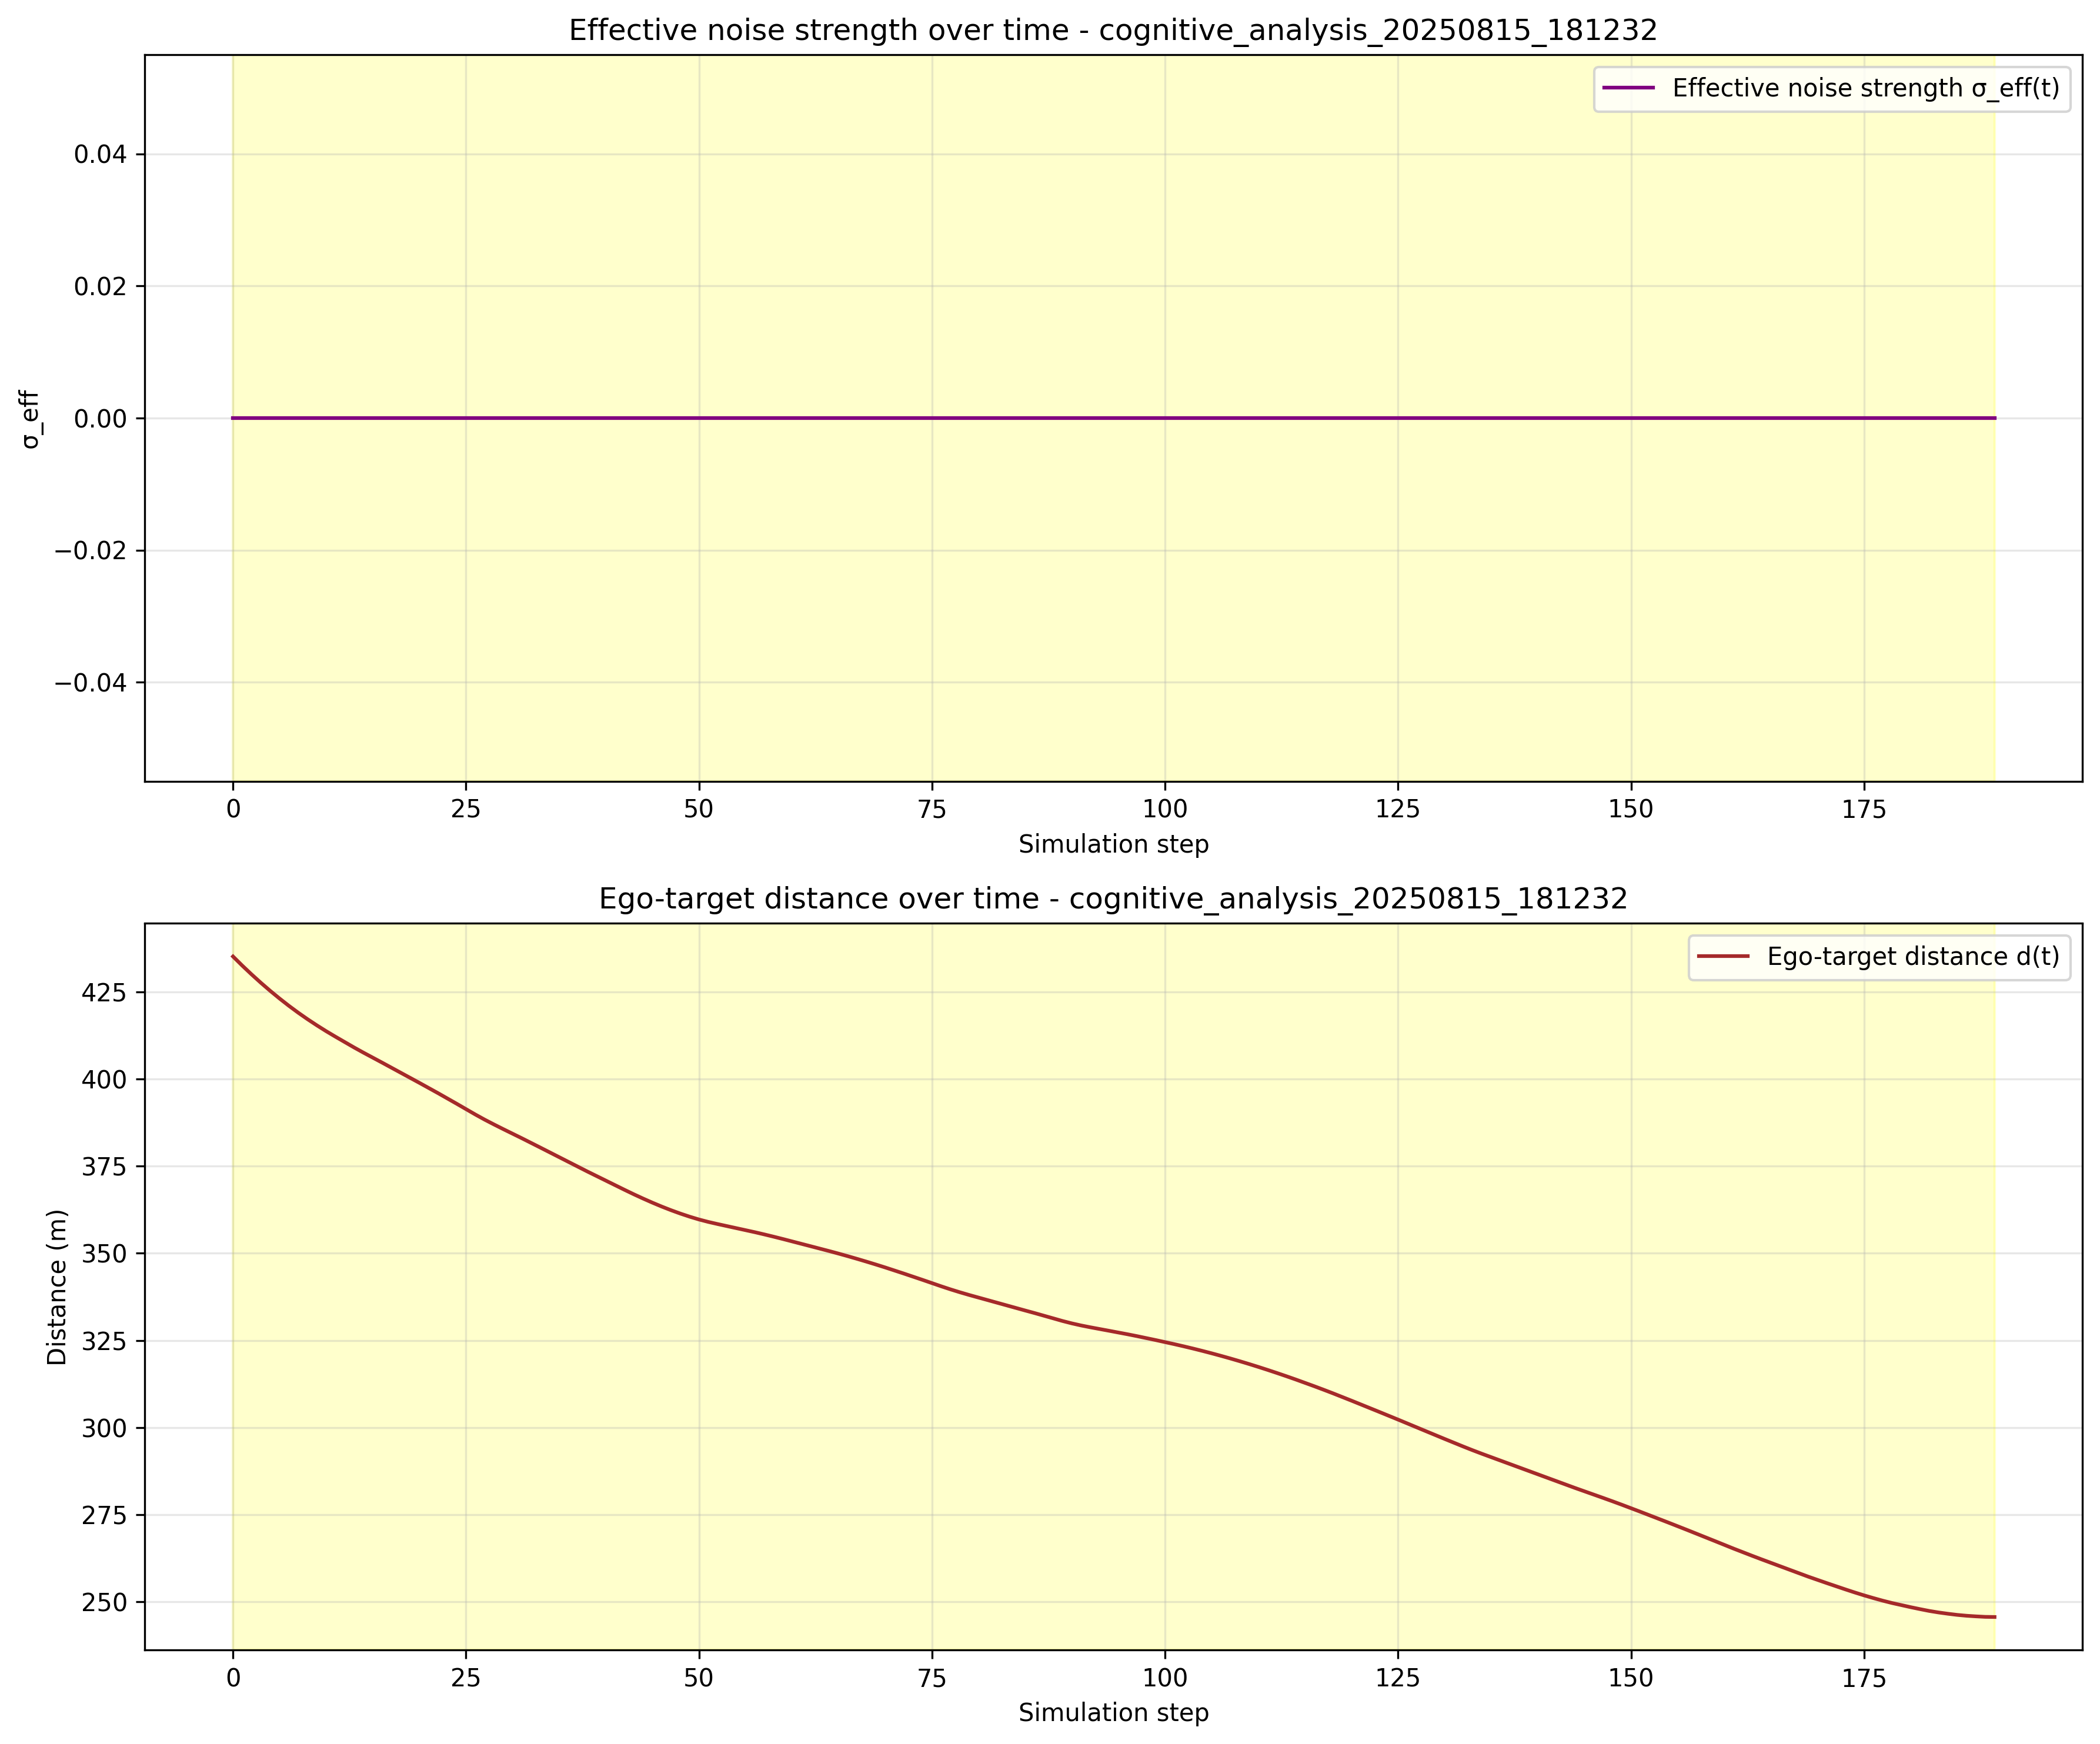 Effective noise strength over time - cognitive_analysis_20250815_181232
Effective noise strength σ_eff(t)
0.04
0.02
0.00
−0.02
−0.04
σ_eff
0 25 50 75 100 125 150 175
Simulation step
Ego-target distance over time - cognitive_analysis_20250815_181232
Ego-target distance d(t)
425
400
375
350
325
300
275
250
Distance (m)
0 25 50 75 100 125 150 175
Simulation step